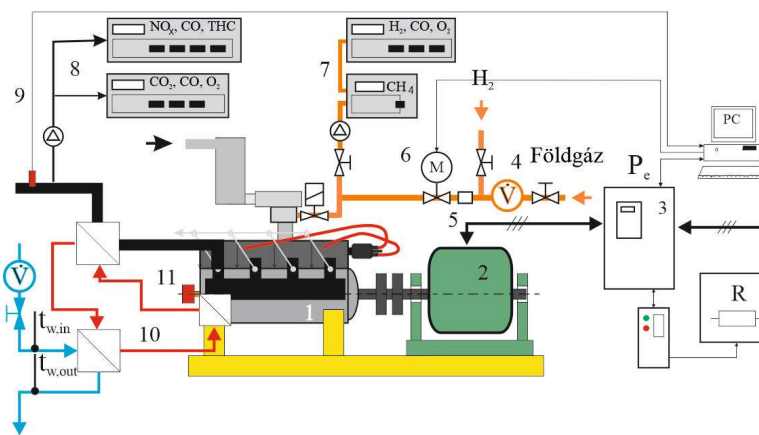 NOX, CO, THC
H2, CO, O2
8
7
9
CO2, CO, O2
CH4
H2
PC
6
4
Földgáz
M
V̇
Pe
5
3
2
V̇
11
1
R
tw,in
10
tw,out